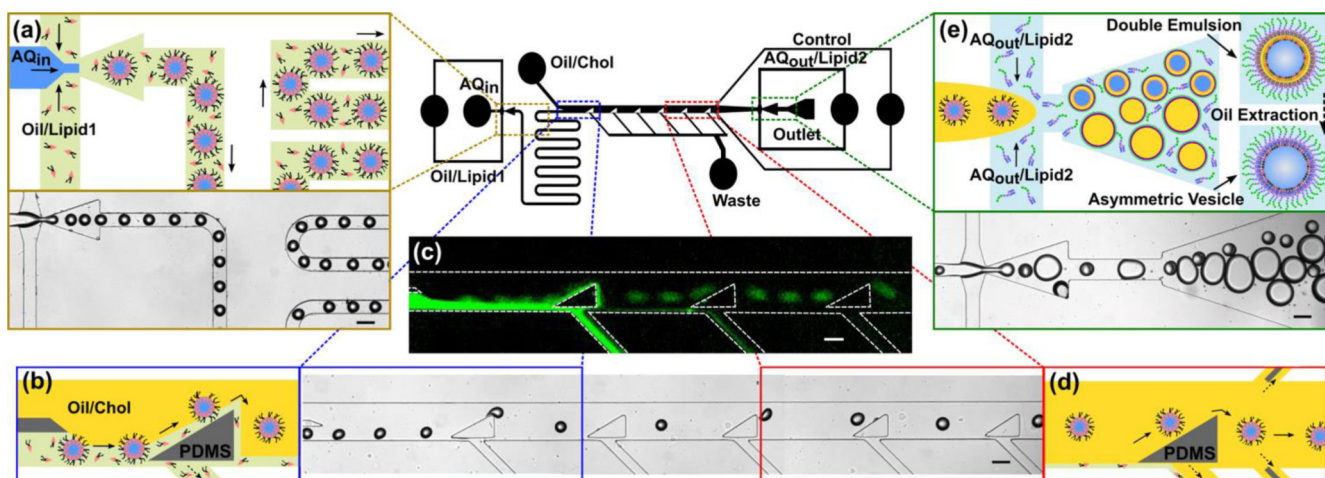 (a)
AQin
Oil/Lipid1
Oil/Chol
AQin
Oil/Lipid1
Control
AQout/Lipid2
Outlet
Waste
(e)
Double Emulsion
AQout/Lipid2
Oil Extraction
AQout/Lipid2
Asymmetric Vesicle
(c)
(b)
Oil/Chol
PDMS
(d)
PDMS